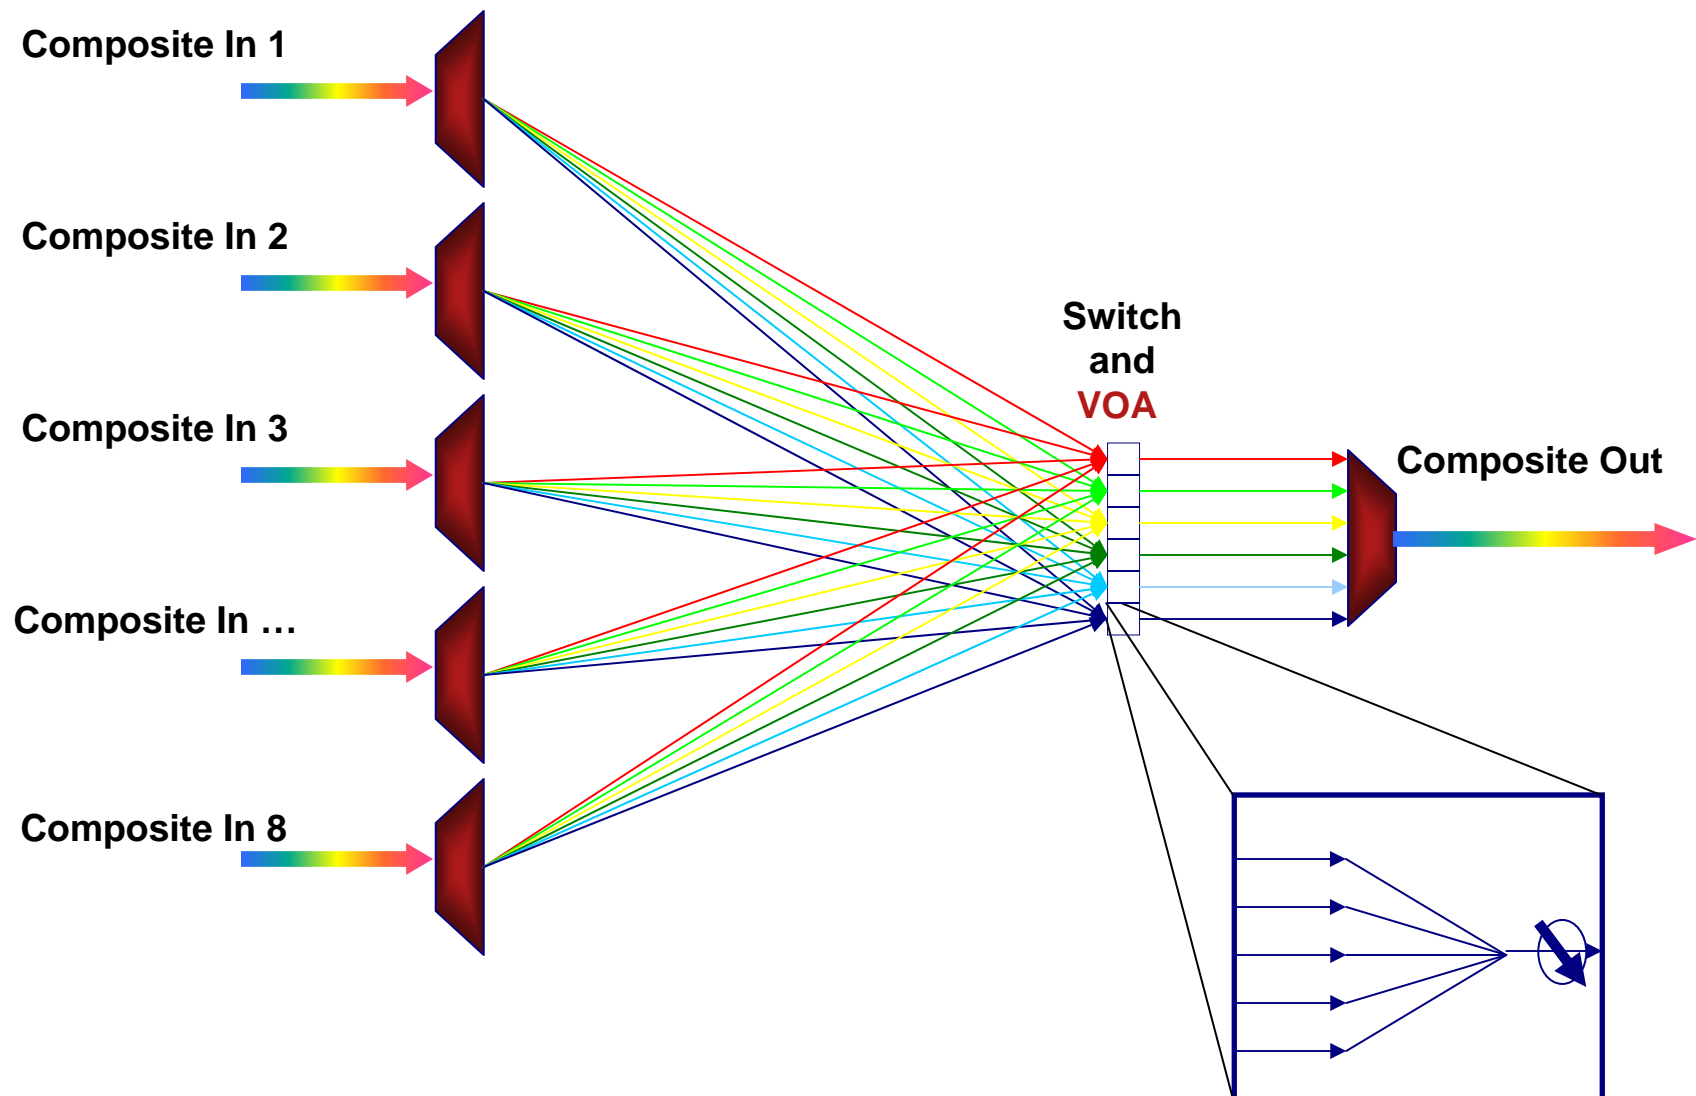 Composite In 1
Composite In 2
Composite In 3
Composite In …
Composite In 8
Switch
and
VOA
Composite Out